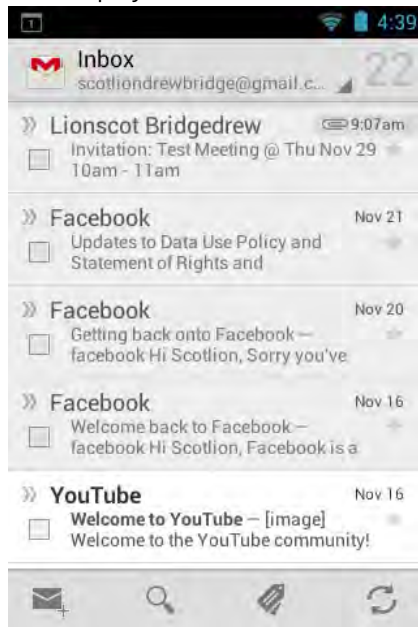 1 4:39
Inbox 22
scotliondrewbridge@gmail.c...
Lionscot Bridgedrew 9:07am
Invitation: Test Meeting @ Thu Nov 29
10am - 11am
Facebook Nov 21
Updates to Data Use Policy and
Statement of Rights and
Facebook Nov 20
Getting back onto Facebook –
facebook Hi Scotlion, Sorry you've
Facebook Nov 16
Welcome back to Facebook –
facebook Hi Scotlion, Facebook is a
YouTube Nov 16
Welcome to YouTube – [image]
Welcome to the YouTube community!